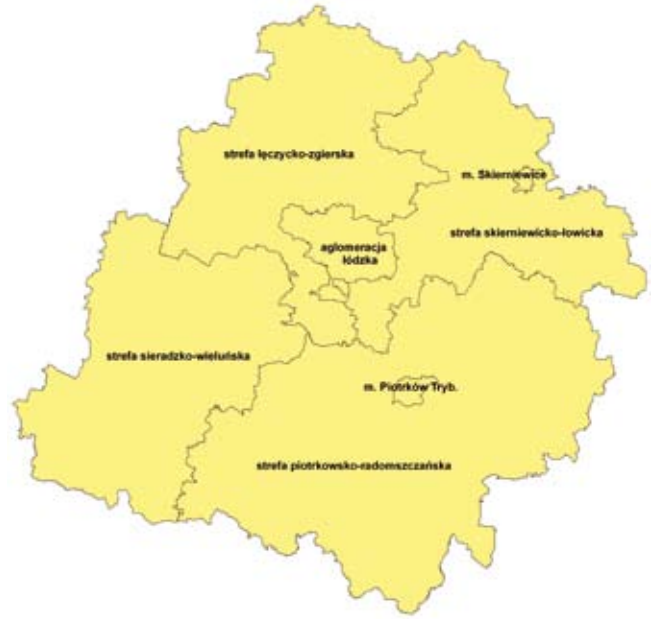 strefa łęczycko-zgierska
m. Skierniewice
strefa skierniewicko-łowicka
aglomeracja
łódzka
strefa sieradzko-wieluńska
m. Piotrków Tryb.
strefa piotrkowsko-radomszczańska